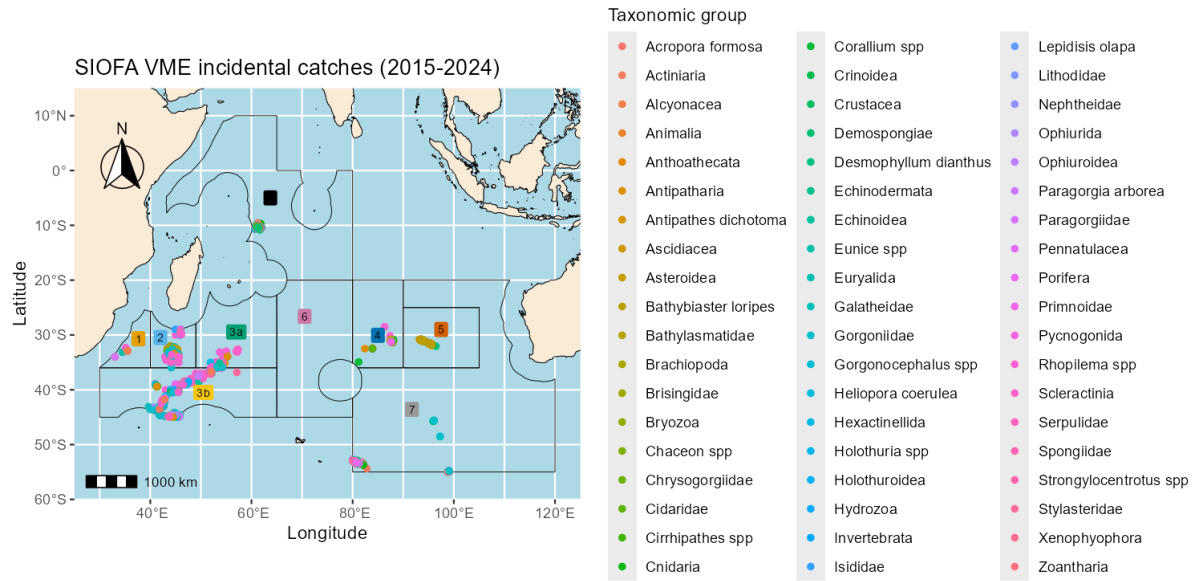 Taxonomic group
SIOFA VME incidental catches (2015-2024)
10°N
0°
10°S
20°S
30°S
40°S
50°S
60°S
Latitude
N
1
2
3a
3b
4
5
6
7
1000 km
40°E
60°E
80°E
100°E
120°E
Longitude
Acropora formosa
Actiniaria
Alcyonacea
Animalia
Anthoathecata
Antipatharia
Antipathes dichotoma
Ascidiacea
Asteroidea
Bathybiaster loripes
Bathylasmatidae
Brachiopoda
Brisingidae
Bryozoa
Chaceon spp
Chrysogorgiidae
Cidaridae
Cirrhipathes spp
Cnidaria
Corallium spp
Crinoidea
Crustacea
Demospongiae
Desmophyllum dianthus
Echinodermata
Echinoidea
Eunice spp
Euryalida
Galatheidae
Gorgoniidae
Gorgonocephalus spp
Heliopora coerulea
Hexactinellida
Holothuria spp
Holothuroidea
Hydrozoa
Invertebrata
Isididae
Lepidisis olapa
Lithodidae
Nephtheidae
Ophiurida
Ophiuroidea
Paragorgia arborea
Paragorgiidae
Pennatulacea
Porifera
Primnoidae
Pycnogonida
Rhopilema spp
Scleractinia
Serpulidae
Spongiidae
Strongylocentrotus spp
Stylasteridae
Xenophyophora
Zoantharia